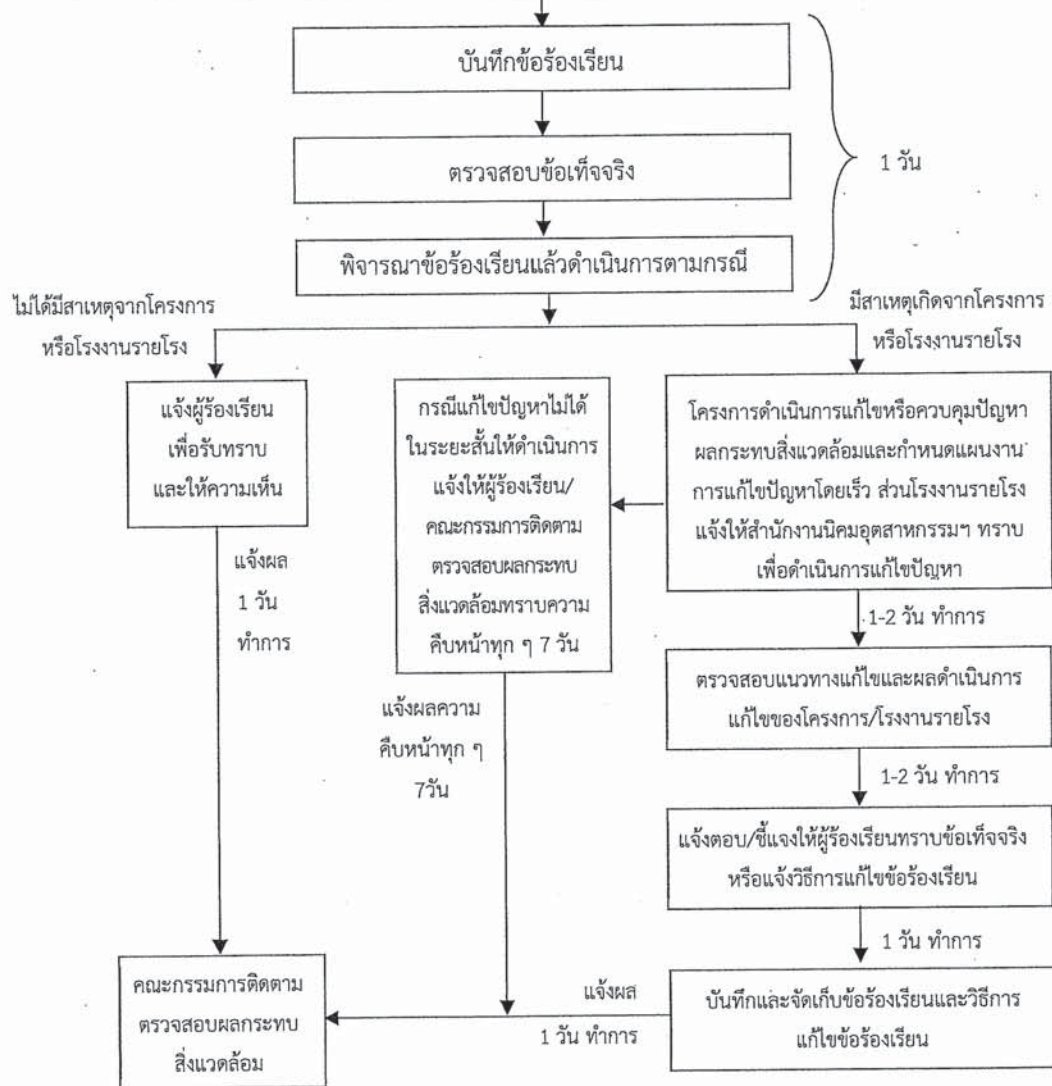 บันทึกข้อร้องเรียน
ตรวจสอบข้อเท็จจริง
1 วัน
พิจารณาข้อร้องเรียนแล้วดำเนินการตามกรณี
ไม่ได้มีสาเหตุจากโครงการ
หรือโรงงานรายโรง
มีสาเหตุเกิดจากโครงการ
หรือโรงงานรายโรง
แจ้งผู้ร้องเรียน
เพื่อรับทราบ
และให้ความเห็น
กรณีแก้ไขปัญหาไม่ได้
ในระยะสั้นให้ดำเนินการ
แจ้งให้ผู้ร้องเรียน/
คณะกรรมการติดตาม
ตรวจสอบผลกระทบ
สิ่งแวดล้อมทราบความ
คืบหน้าทุก ๆ 7 วัน
โครงการดำเนินการแก้ไขหรือควบคุมปัญหา
ผลกระทบสิ่งแวดล้อมและกำหนดแผนงาน
การแก้ไขปัญหาโดยเร็ว ส่วนโรงงานรายโรง
แจ้งให้สำนักงานนิคมอุตสาหกรรมฯ ทราบ
เพื่อดำเนินการแก้ไขปัญหา
แจ้งผล
1 วัน
ทำการ
1-2 วัน ทำการ
ตรวจสอบแนวทางแก้ไขและผลดำเนินการ
แก้ไขของโครงการ/โรงงานรายโรง
แจ้งผลความ
คืบหน้าทุก ๆ
7วัน
1-2 วัน ทำการ
แจ้งตอบ/ชี้แจงให้ผู้ร้องเรียนทราบข้อเท็จจริง
หรือแจ้งวิธีการแก้ไขข้อร้องเรียน
1 วัน ทำการ
คณะกรรมการติดตาม
ตรวจสอบผลกระทบ
สิ่งแวดล้อม
แจ้งผล
1 วัน ทำการ
บันทึกและจัดเก็บข้อร้องเรียนและวิธีการ
แก้ไขข้อร้องเรียน